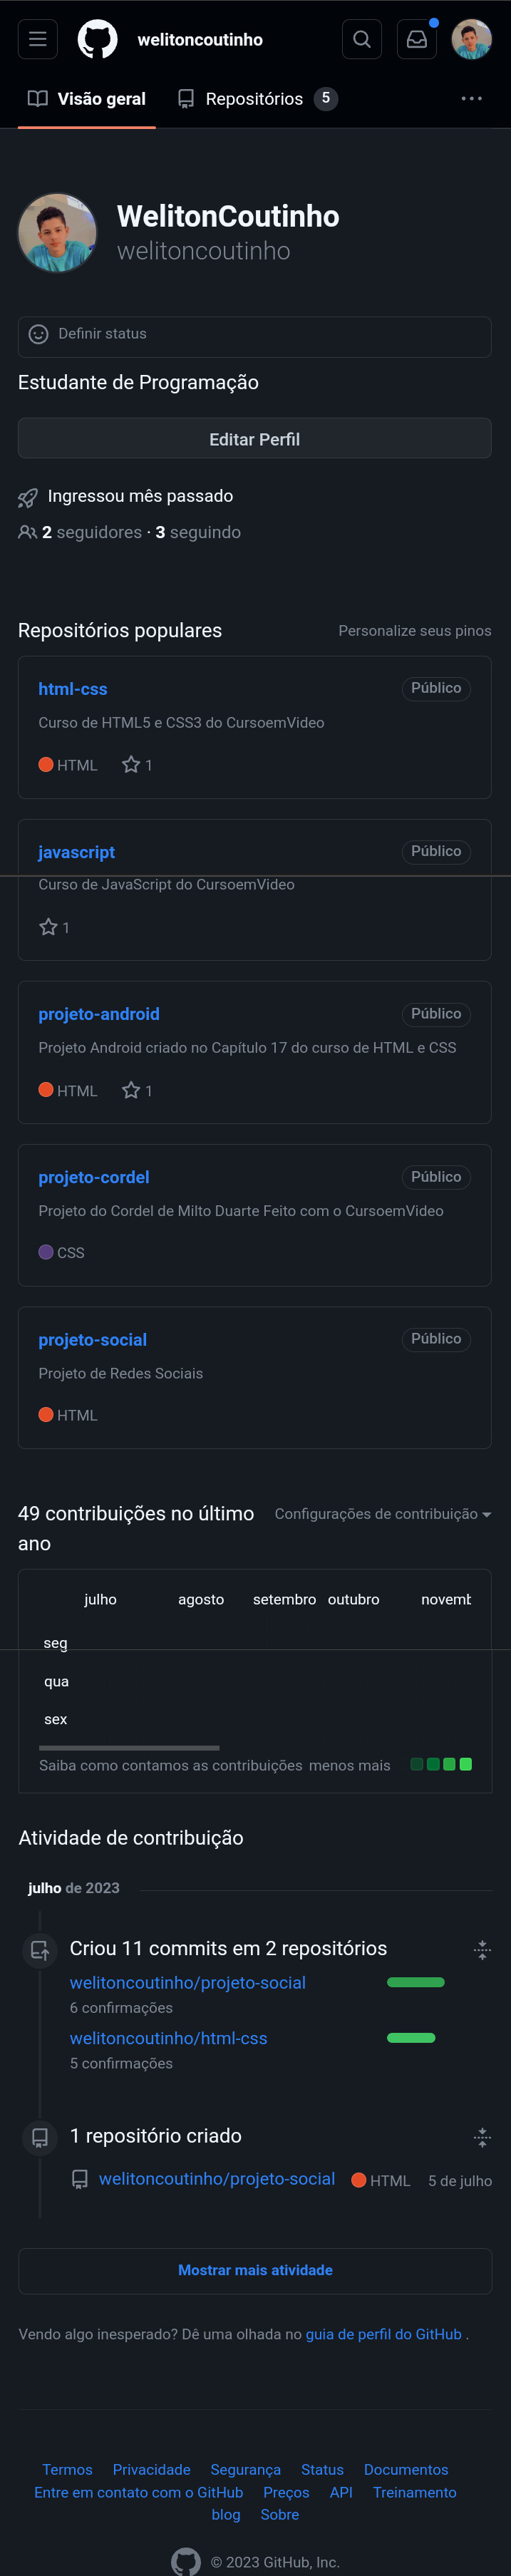 welitoncoutinho
Visão geral
Repositórios 5
WelitonCoutinho
welitoncoutinho
Definir status
Estudante de Programação
Editar Perfil
Ingressou mês passado
2 seguidores · 3 seguindo
Repositórios populares
Personalize seus pinos
html-css
Público
Curso de HTML5 e CSS3 do CursoemVideo
HTML 1
javascript
Público
Curso de JavaScript do CursoemVideo
1
projeto-android
Público
Projeto Android criado no Capítulo 17 do curso de HTML e CSS
HTML 1
projeto-cordel
Público
Projeto do Cordel de Milto Duarte Feito com o CursoemVideo
CSS
projeto-social
Público
Projeto de Redes Sociais
HTML
49 contribuições no último
ano
Configurações de contribuição
julho agosto setembro outubro novemb
seg
qua
sex
Saiba como contamos as contribuições menos mais
Atividade de contribuição
julho de 2023
Criou 11 commits em 2 repositórios
welitoncoutinho/projeto-social
6 confirmações
welitoncoutinho/html-css
5 confirmações
1 repositório criado
welitoncoutinho/projeto-social HTML 5 de julho
Mostrar mais atividade
Vendo algo inesperado? Dê uma olhada no guia de perfil do GitHub .
Termos Privacidade Segurança Status Documentos
Entre em contato com o GitHub Preços API Treinamento
blog Sobre
© 2023 GitHub, Inc.